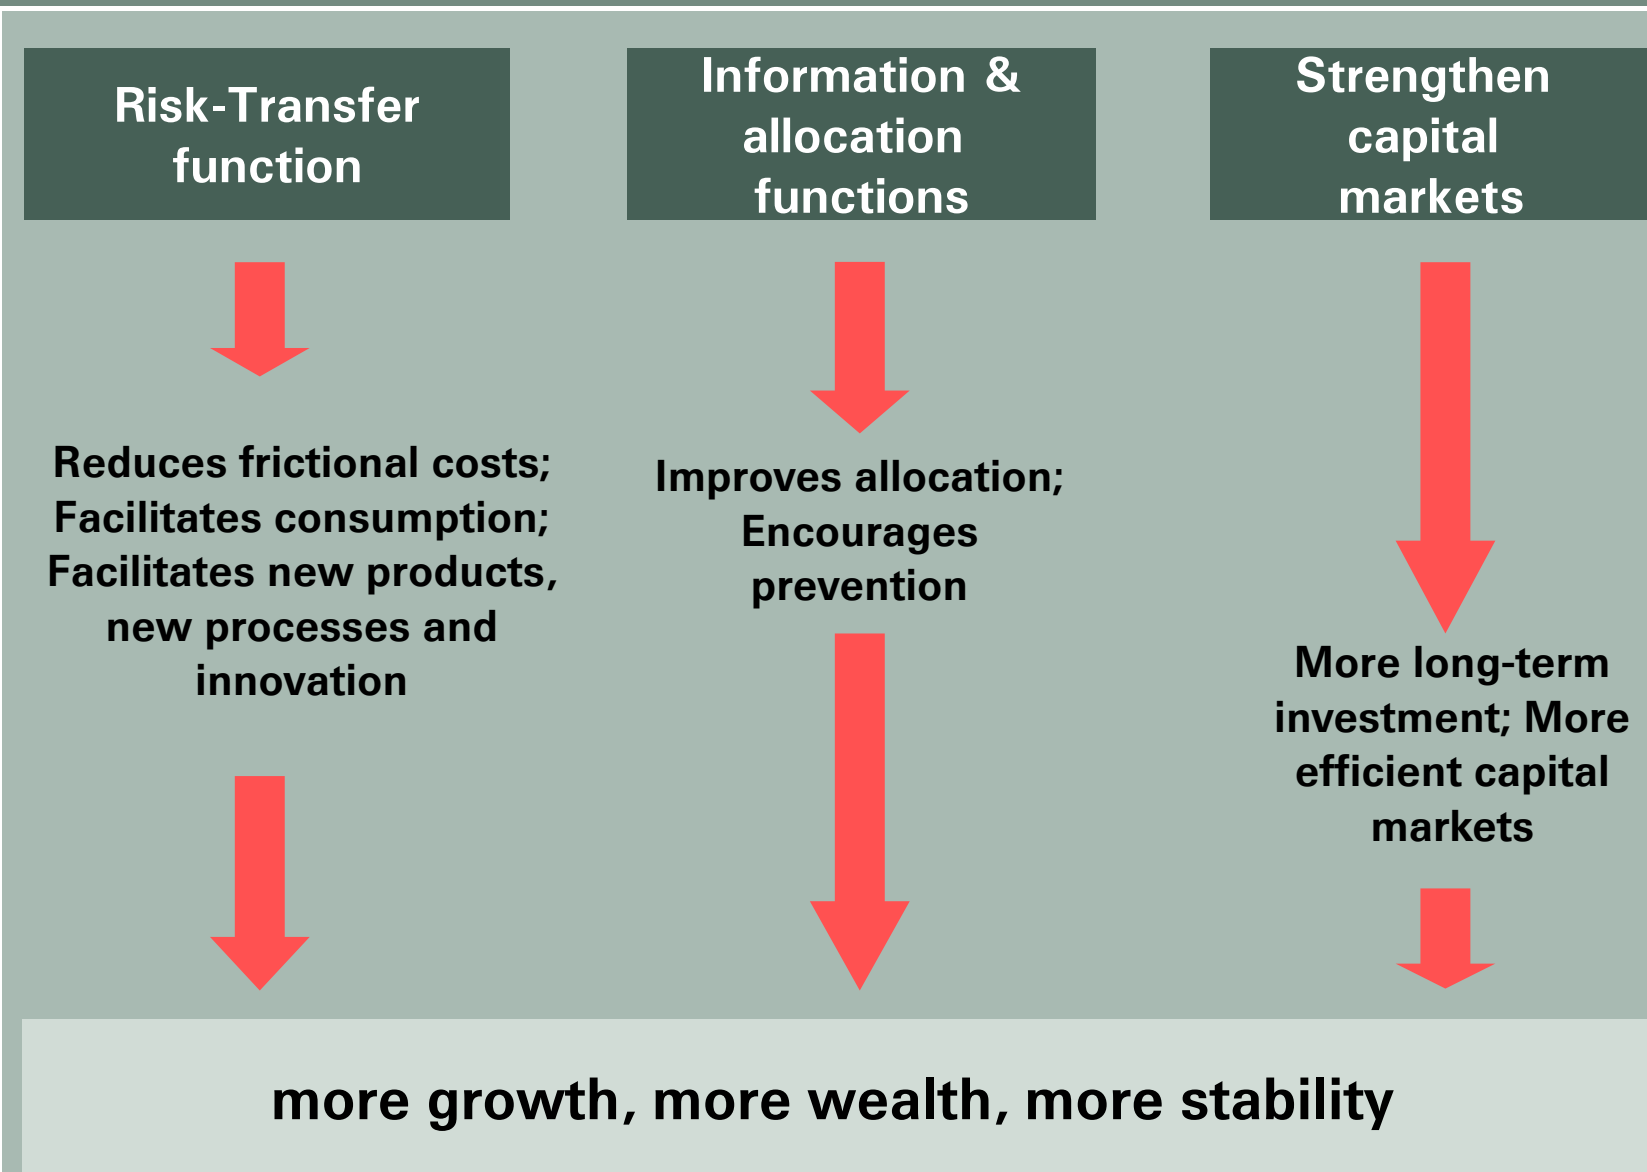 Risk-Transfer
function
Information &
allocation
functions
Strengthen
capital
markets
Reduces frictional costs;
Facilitates consumption;
Facilitates new products,
new processes and
innovation
Improves allocation;
Encourages
prevention
More long-term
investment; More
efficient capital
markets
more growth, more wealth, more stability